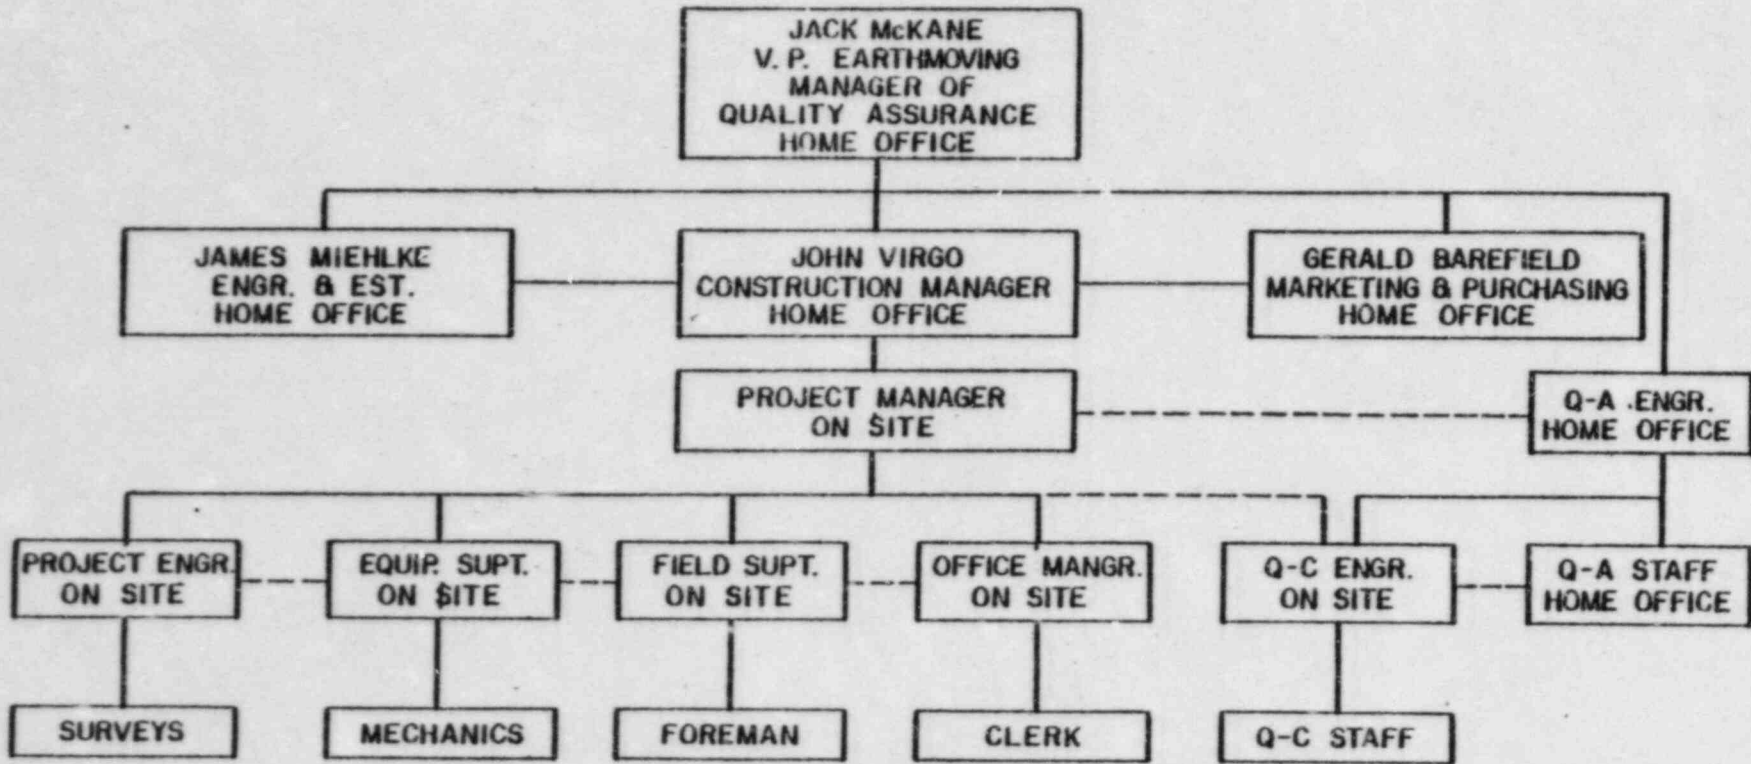 JACK McKANE
V. P. EARTHMOVING
MANAGER OF
QUALITY ASSURANCE
HOME OFFICE
JAMES MIEHLKE
ENGR. & EST.
HOME OFFICE
JOHN VIRGO
CONSTRUCTION MANAGER
HOME OFFICE
GERALD BAREFIELD
MARKETING & PURCHASING
HOME OFFICE
PROJECT MANAGER
ON SITE
Q-A ENGR.
HOME OFFICE
PROJECT ENGR.
ON SITE
EQUIP. SUPT.
ON SITE
FIELD SUPT.
ON SITE
OFFICE MANGR.
ON SITE
Q-C ENGR.
ON SITE
Q-A STAFF
HOME OFFICE
SURVEYS
MECHANICS
FOREMAN
CLERK
Q-C STAFF